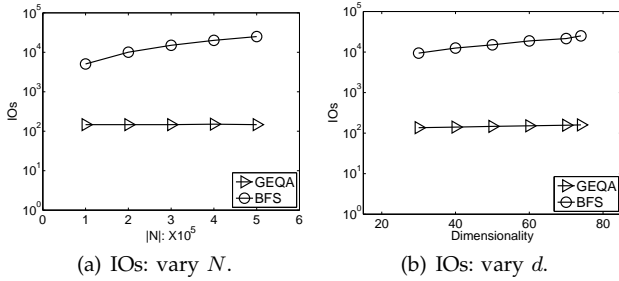 10^5
10^4
10^3
10^2
10^1
10^0
IOs
GEQA
BFS
0 1 2 3 4 5 6
|N|: X10^5
(a) IOs: vary N.
10^5
10^4
10^3
10^2
10^1
10^0
IOs
GEQA
BFS
20 40 60 80
Dimensionality
(b) IOs: vary d.